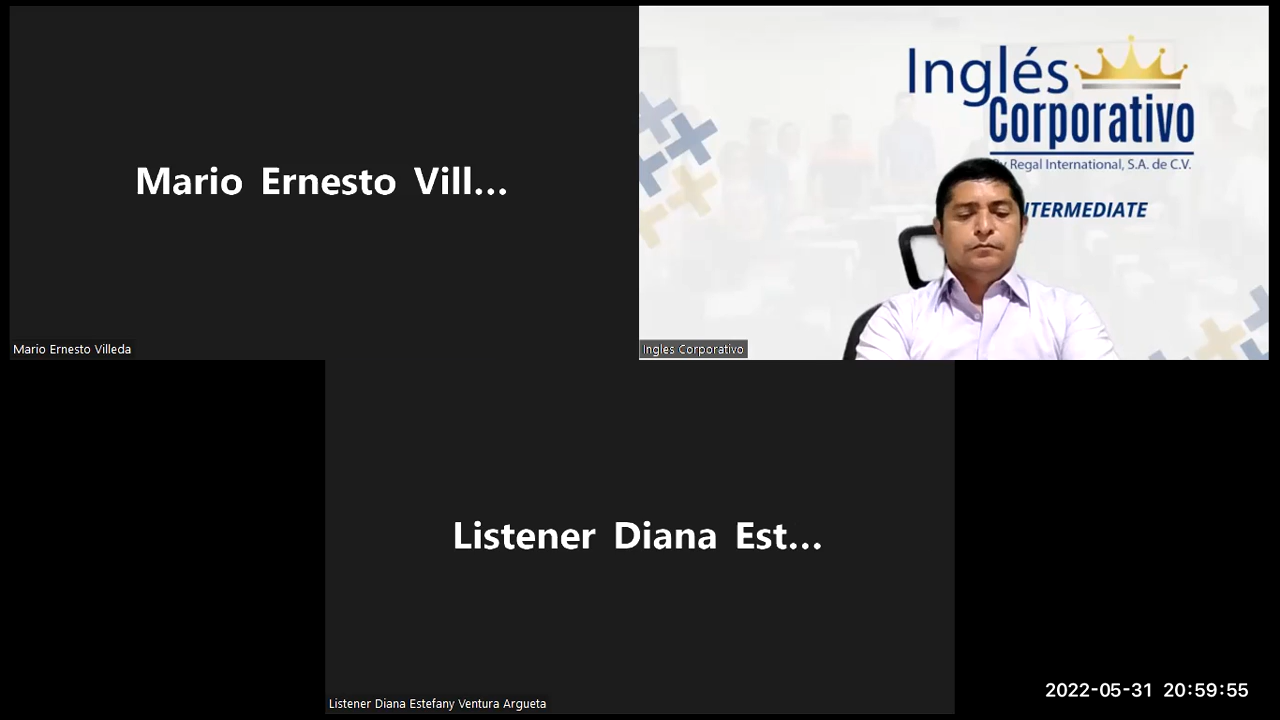 Mario Ernesto Vill...
Mario Ernesto Villeda
Inglés
Corporativo
By Regal International, S.A. de C.V.
INTERMEDIATE
Ingles Corporativo
Listener Diana Est...
Listener Diana Estefany Ventura Argueta
2022-05-31 20:59:55